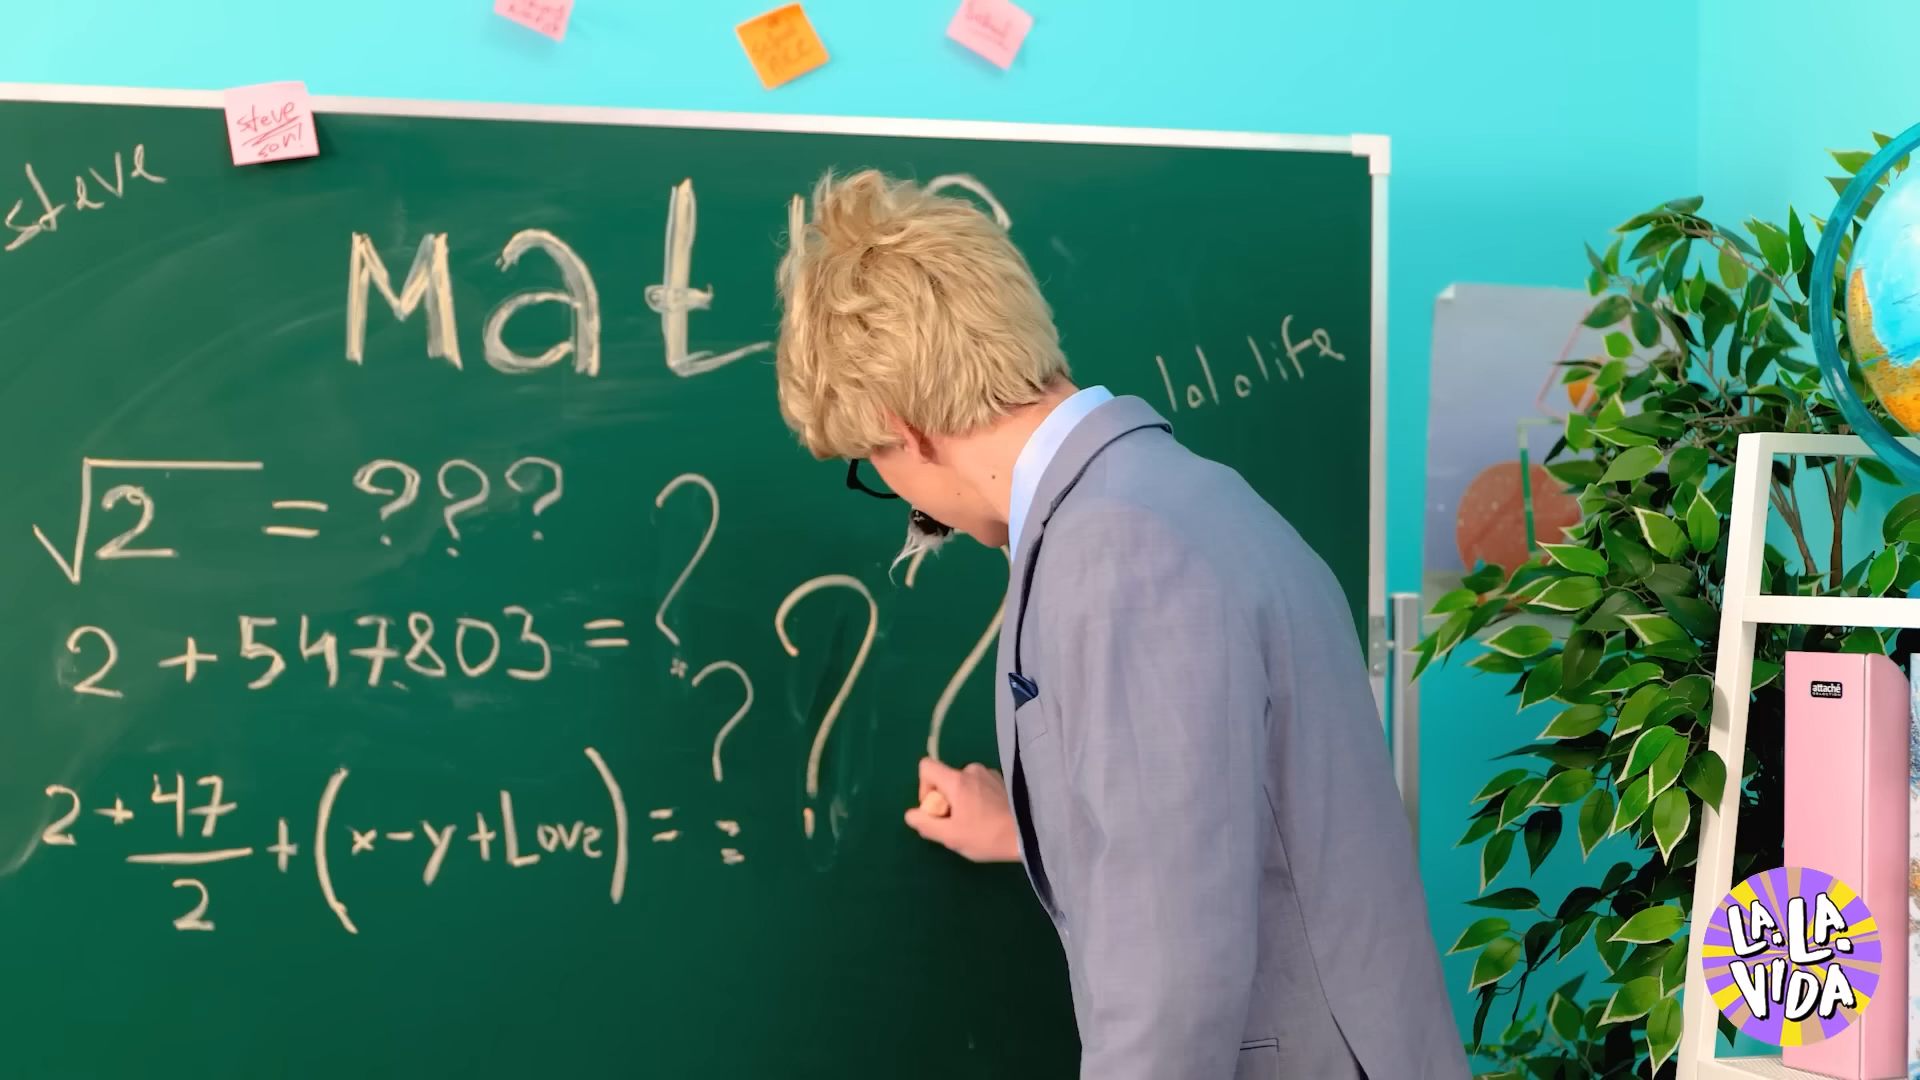 steve
son!
steve
Mat
lalalife
√2 = ???
2 + 547803 = ?
?
? ?
2 + 47/2 + (x - y + Love) = =
attaché
LA LA
VIDA